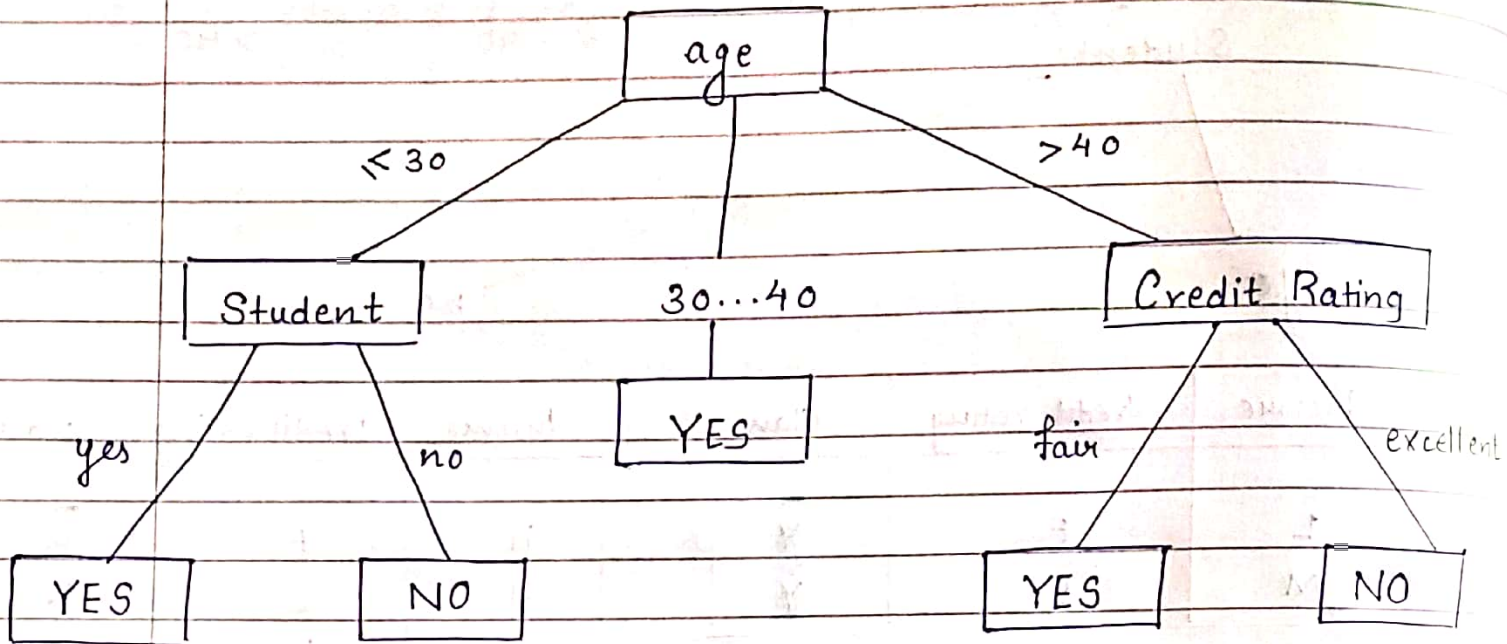 age
≤30
>40
Student
30...40
Credit Rating
YES
yes
no
fair
excellent
YES
NO
YES
NO